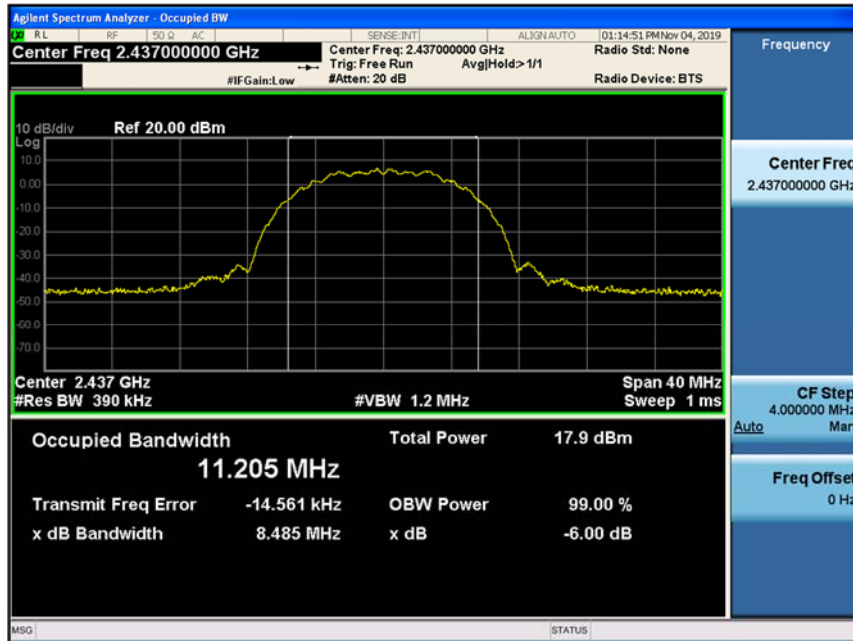 Agilent Spectrum Analyzer - Occupied BW
LXI RL RF 50 Ω AC SENSE:INT ALIGN AUTO 01:14:51 PM Nov 04, 2019
Center Freq 2.437000000 GHz
Center Freq: 2.437000000 GHz Radio Std: None
Trig: Free Run Avg|Hold:> 1/1
#IFGain:Low #Atten: 20 dB Radio Device: BTS
Frequency
10 dB/div Ref 20.00 dBm
Log
10.0
0.00
-10.0
-20.0
-30.0
-40.0
-50.0
-60.0
-70.0
Center 2.437 GHz Span 40 MHz
#Res BW 390 kHz #VBW 1.2 MHz Sweep 1 ms
Center Freq
2.437000000 GHz
CF Step
4.000000 MHz
Auto Man
Freq Offset
0 Hz
Occupied Bandwidth Total Power 17.9 dBm
11.205 MHz
Transmit Freq Error -14.561 kHz OBW Power 99.00 %
x dB Bandwidth 8.485 MHz x dB -6.00 dB
MSG STATUS